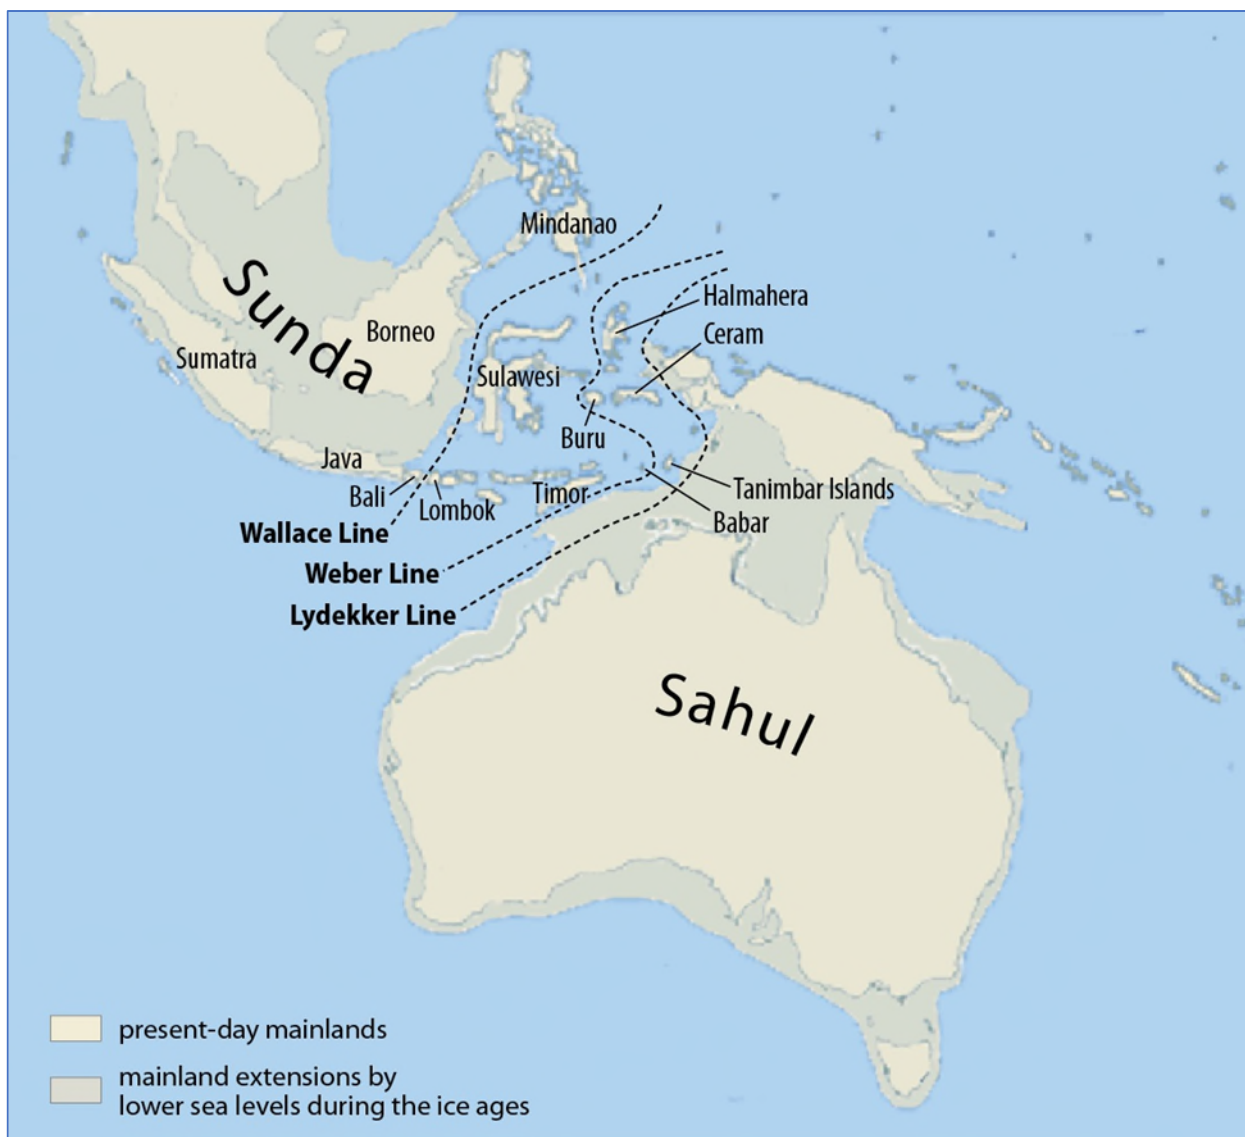 Mindanao
Sunda
Halmahera
Borneo
Ceram
Sumatra
Sulawesi
Buru
Java
Bali
Lombok
Timor
Tanimbar Islands
Babar
Wallace Line
Weber Line
Lydekker Line
Sahul
present-day mainlands
mainland extensions by
lower sea levels during the ice ages